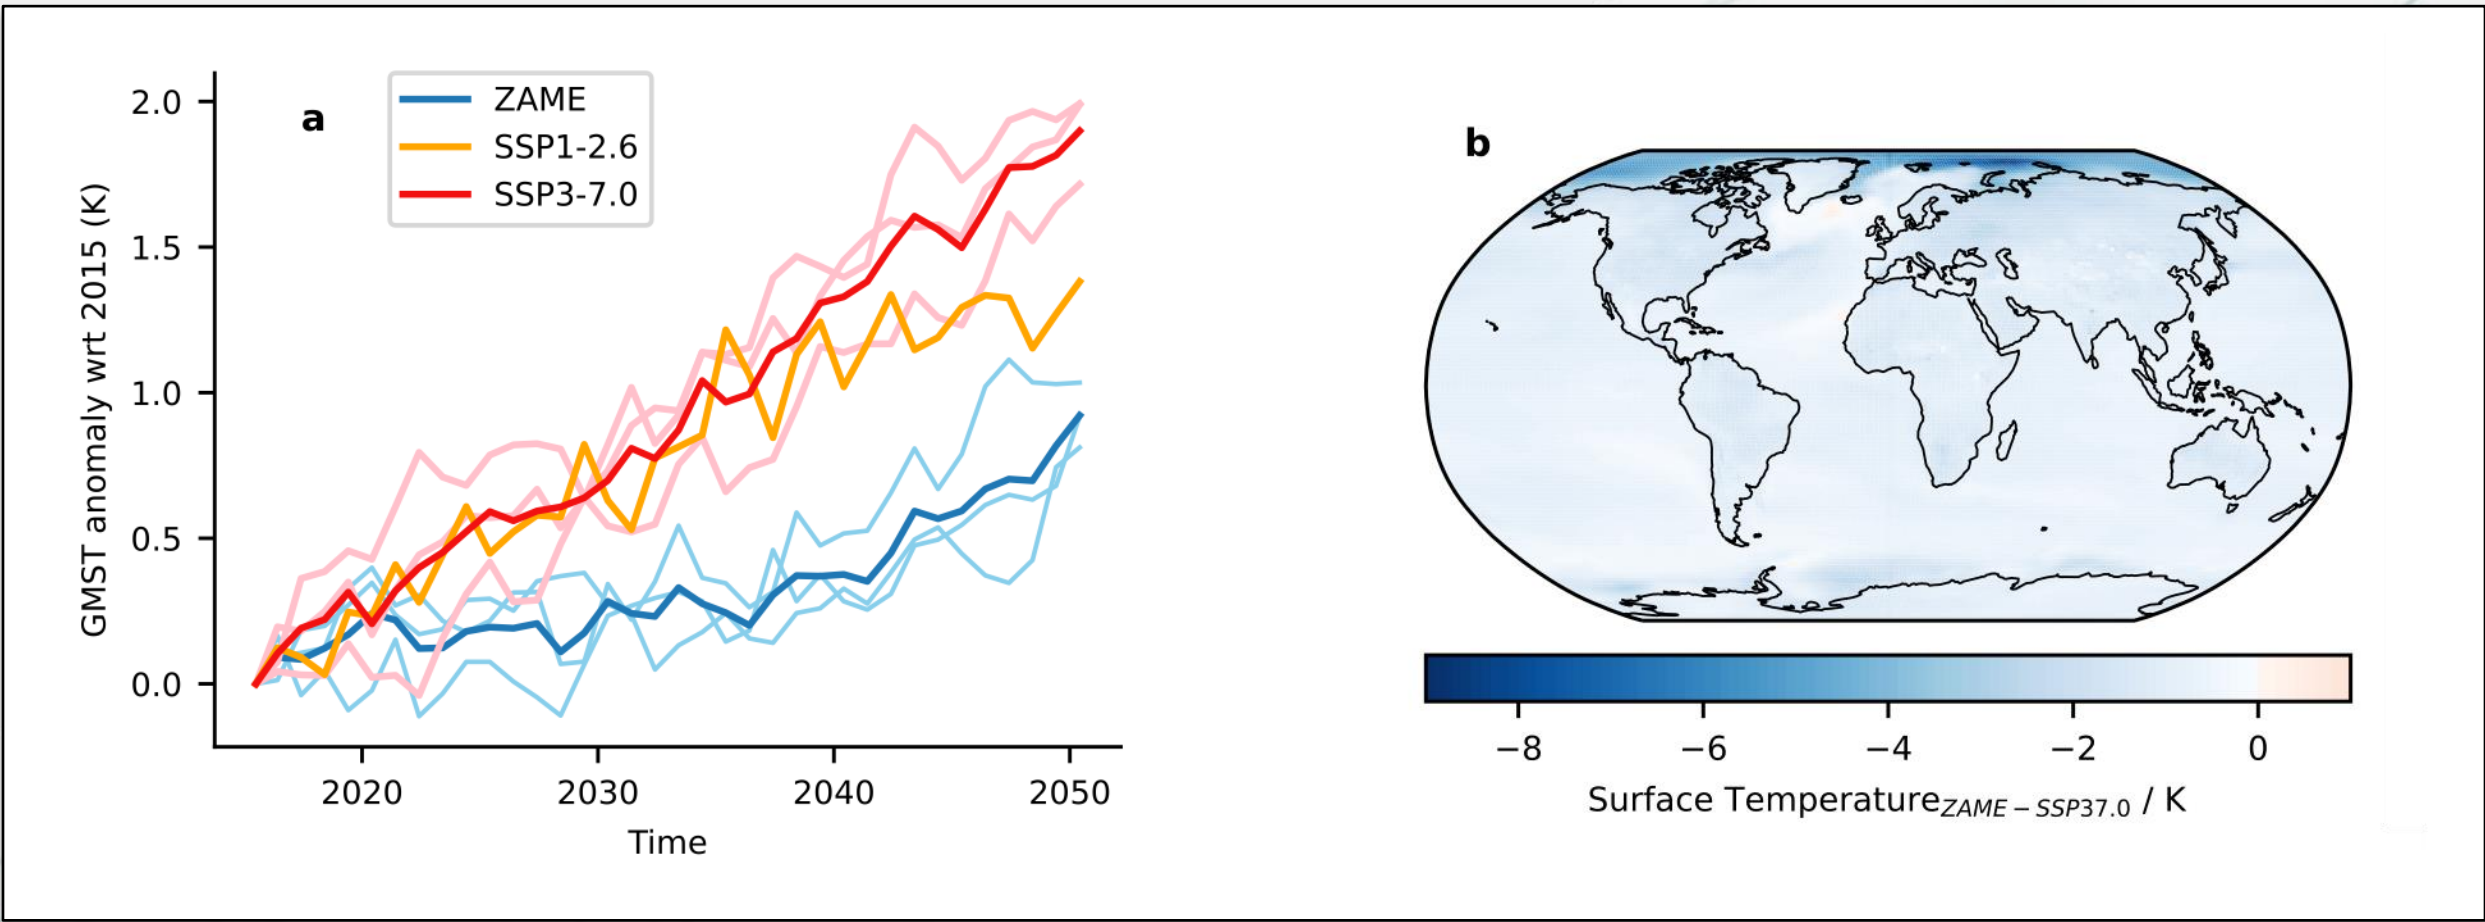 a
ZAME
SSP1-2.6
SSP3-7.0
GMST anomaly wrt 2015 (K)
2.0
1.5
1.0
0.5
0.0
2020 2030 2040 2050
Time
b
−8 −6 −4 −2 0
Surface Temperature ZAME − SSP37.0 / K